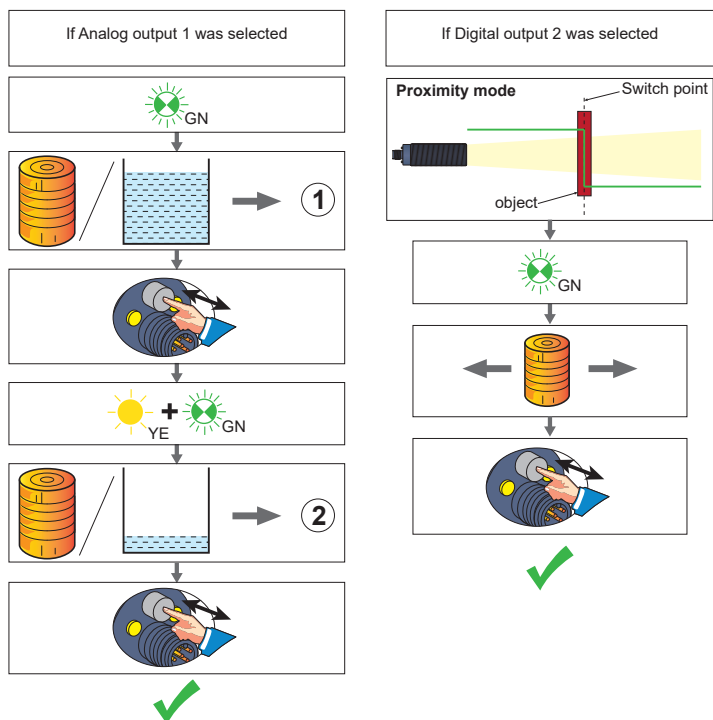 If Analog output 1 was selected
GN
1
YE + GN
2
If Digital output 2 was selected
Proximity mode
Switch point
object
GN